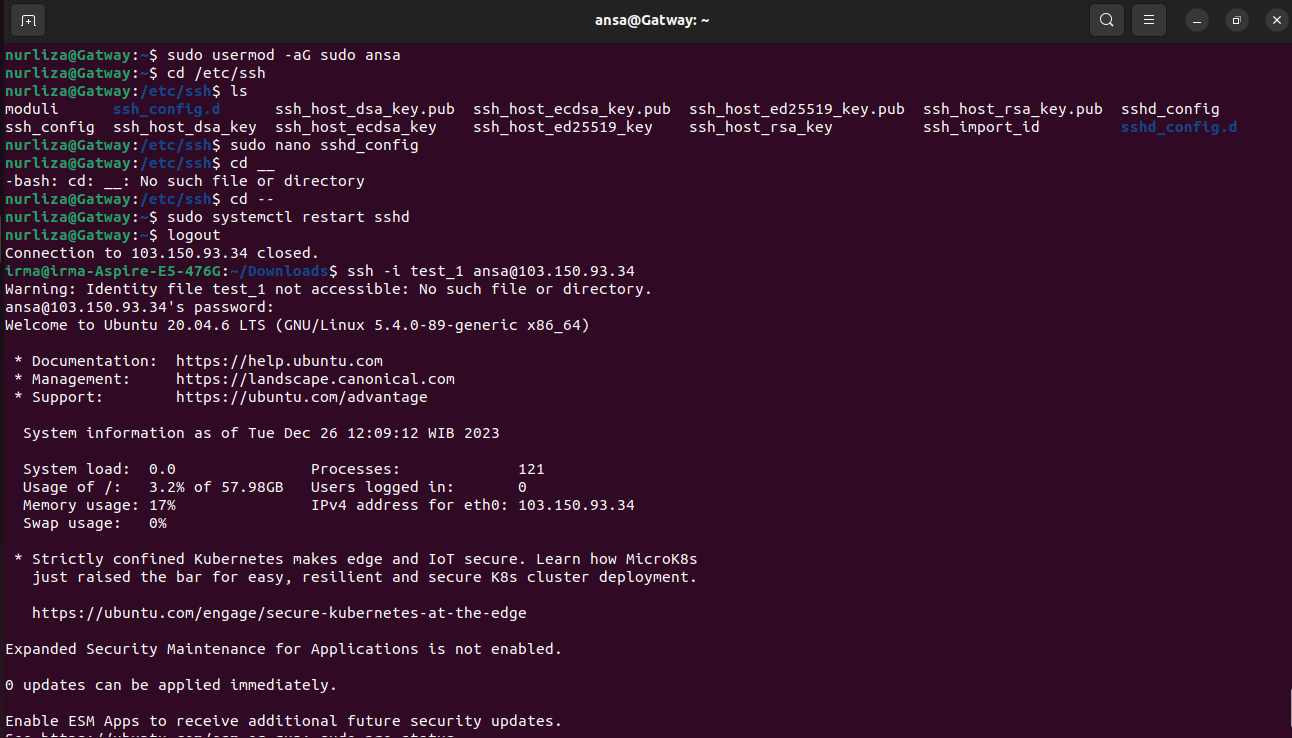 ansa@Gatway: ~
nurliza@Gatway:~$ sudo usermod -aG sudo ansa
nurliza@Gatway:~$ cd /etc/ssh
nurliza@Gatway:/etc/ssh$ ls
moduli ssh_config.d ssh_host_dsa_key.pub ssh_host_ecdsa_key.pub ssh_host_ed25519_key.pub ssh_host_rsa_key.pub sshd_config
ssh_config ssh_host_dsa_key ssh_host_ecdsa_key ssh_host_ed25519_key ssh_host_rsa_key ssh_import_id sshd_config.d
nurliza@Gatway:/etc/ssh$ sudo nano sshd_config
nurliza@Gatway:/etc/ssh$ cd __
-bash: cd: __: No such file or directory
nurliza@Gatway:/etc/ssh$ cd --
nurliza@Gatway:~$ sudo systemctl restart sshd
nurliza@Gatway:~$ logout
Connection to 103.150.93.34 closed.
irma@irma-Aspire-E5-476G:~/Downloads$ ssh -i test_1 ansa@103.150.93.34
Warning: Identity file test_1 not accessible: No such file or directory.
ansa@103.150.93.34's password:
Welcome to Ubuntu 20.04.6 LTS (GNU/Linux 5.4.0-89-generic x86_64)
* Documentation: https://help.ubuntu.com
* Management: https://landscape.canonical.com
* Support: https://ubuntu.com/advantage
System information as of Tue Dec 26 12:09:12 WIB 2023
System load: 0.0 Processes: 121
Usage of /: 3.2% of 57.98GB Users logged in: 0
Memory usage: 17% IPv4 address for eth0: 103.150.93.34
Swap usage: 0%
* Strictly confined Kubernetes makes edge and IoT secure. Learn how MicroK8s
just raised the bar for easy, resilient and secure K8s cluster deployment.
https://ubuntu.com/engage/secure-kubernetes-at-the-edge
Expanded Security Maintenance for Applications is not enabled.
0 updates can be applied immediately.
Enable ESM Apps to receive additional future security updates.